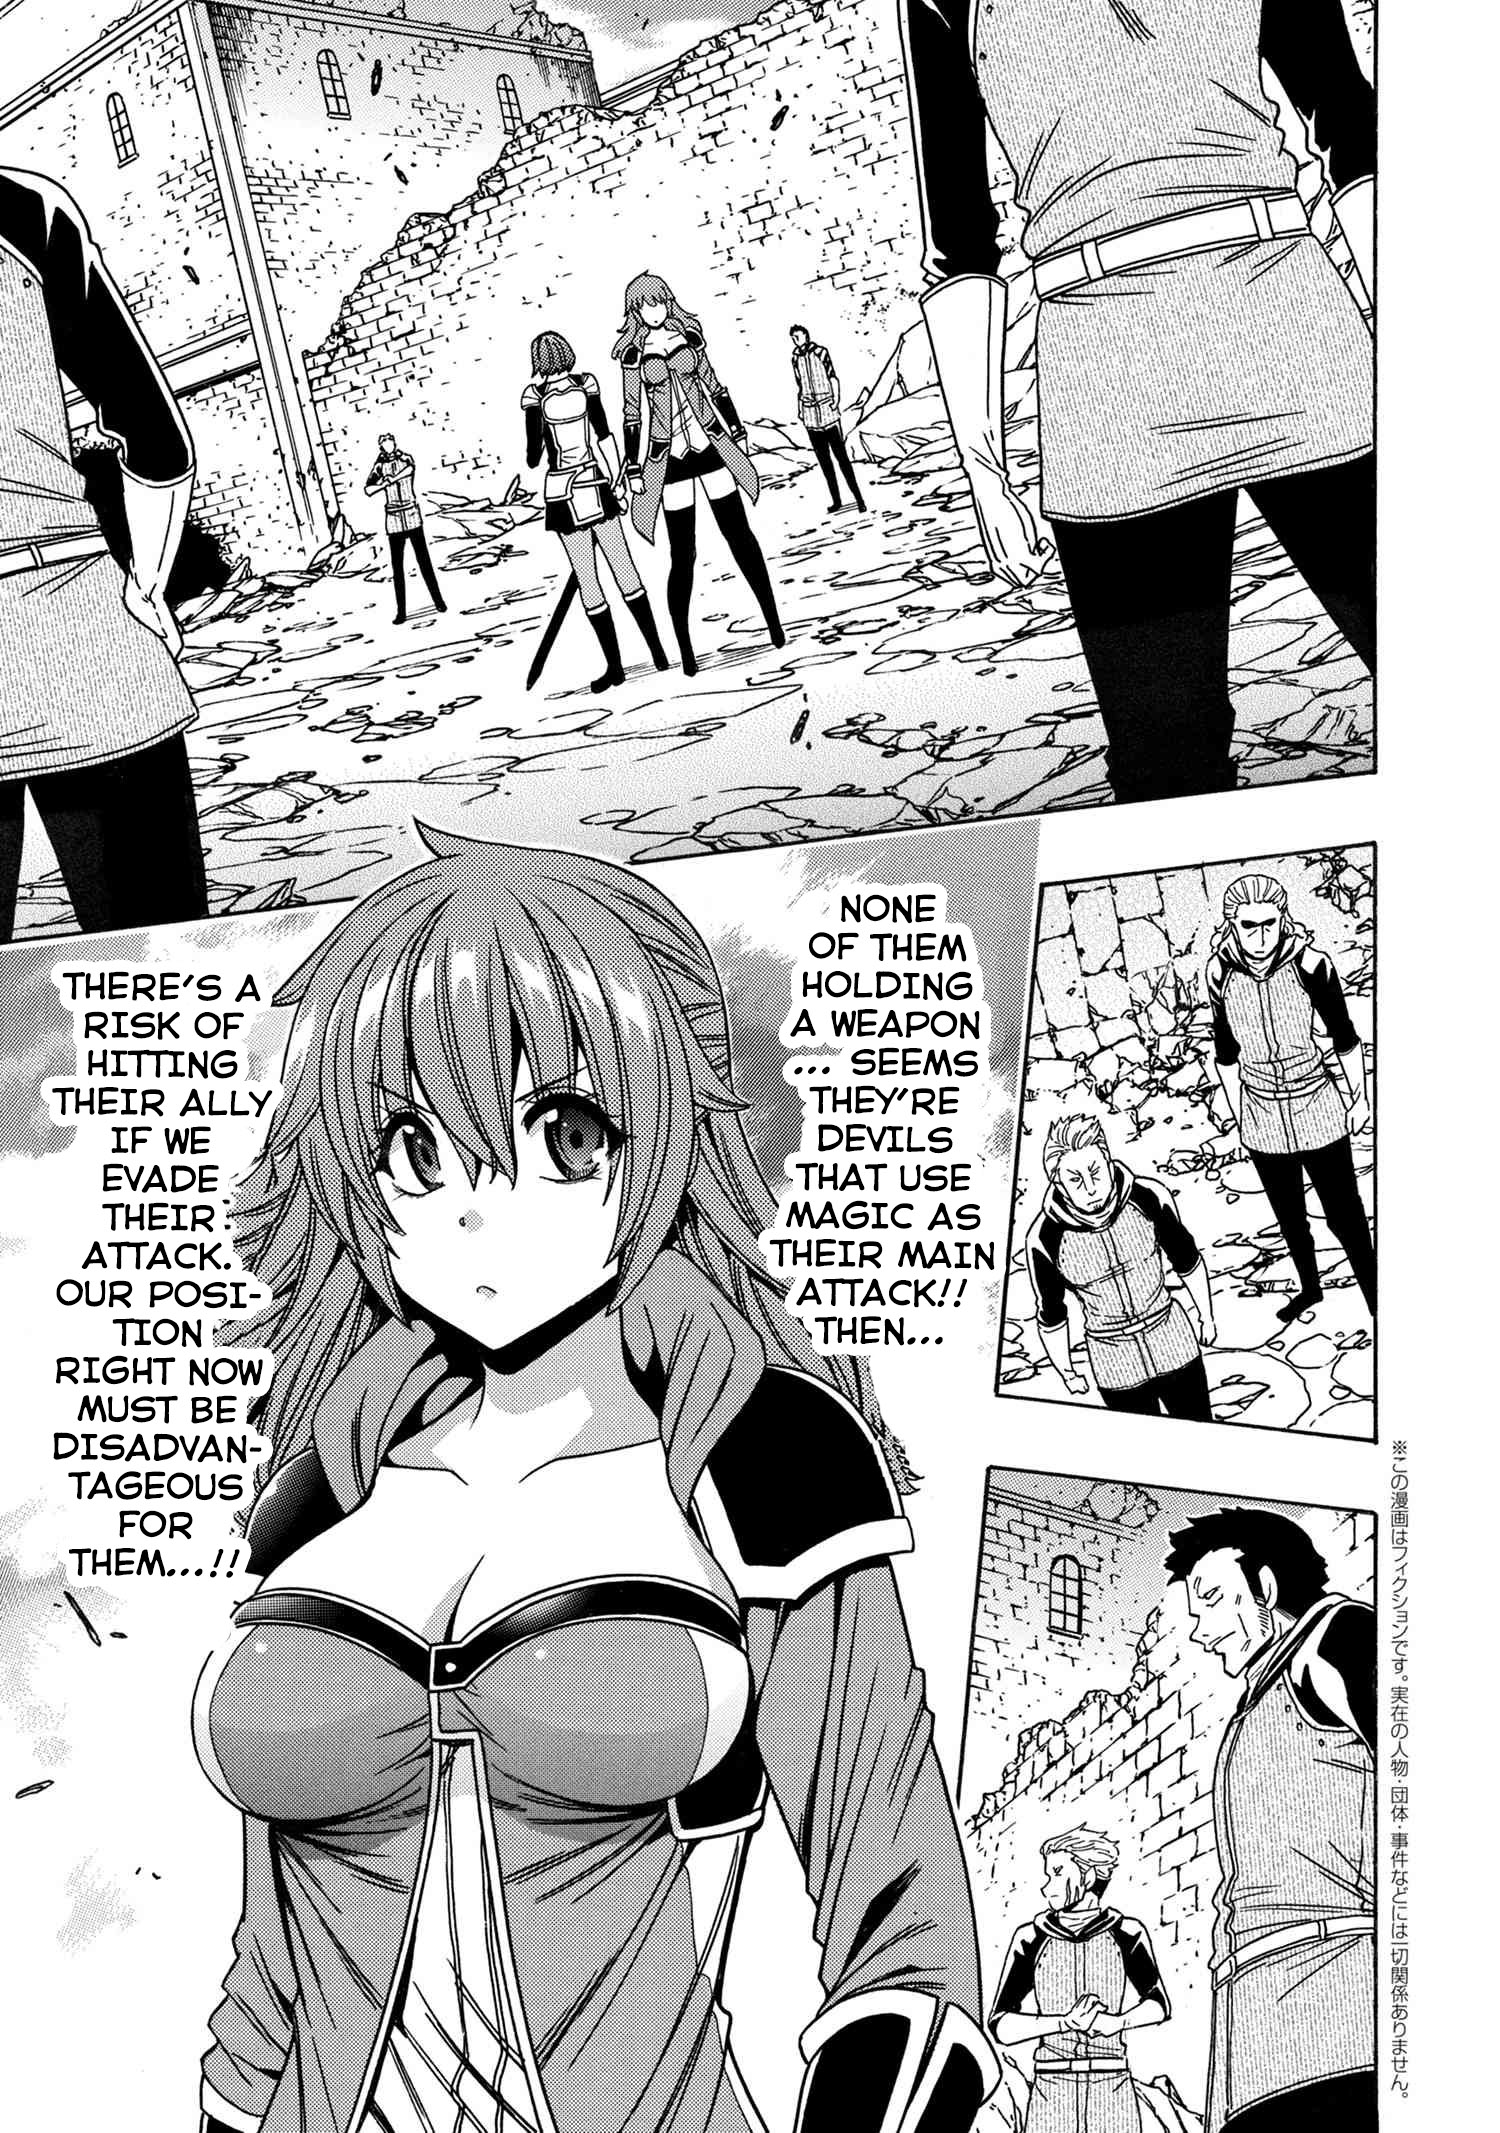 NONE
OF THEM
HOLDING
A WEAPON
... SEEMS
THEY'RE
DEVILS
THAT USE
MAGIC AS
THEIR MAIN
ATTACK!!
THEN...
THERE'S A
RISK OF
HITTING
THEIR ALLY
IF WE
EVADE
THEIR
ATTACK.
OUR POSI-
TION
RIGHT NOW
MUST BE
DISADVAN-
TAGEOUS
FOR
THEM...!!
※この漫画はフィクションです。実在の人物・団体・事件などには一切関係ありません。